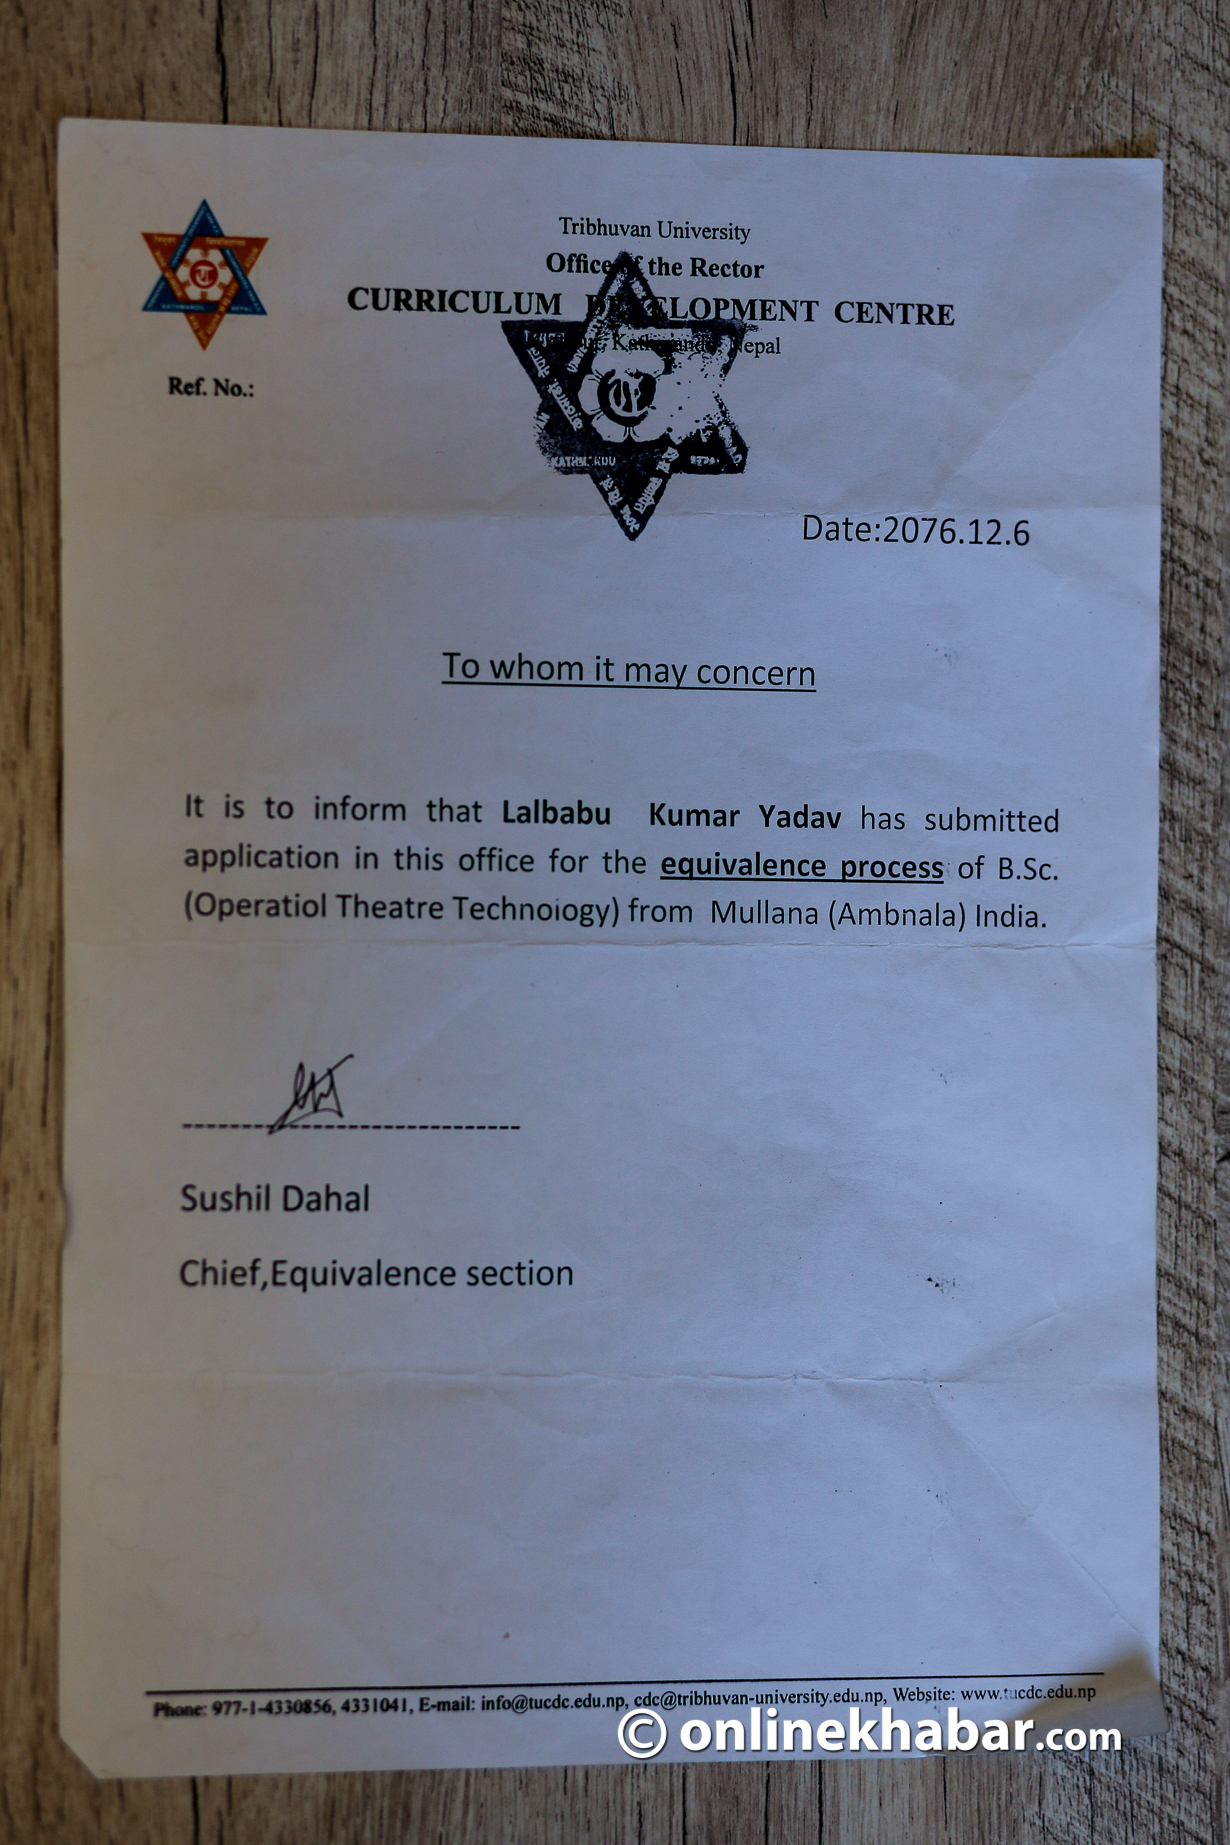 Tribhuvan University
Office of the Rector
CURRICULUM DEVELOPMENT CENTRE
Kathmandu, Nepal
Ref. No.:
KATHMANDU
Date:2076.12.6
To whom it may concern
It is to inform that Lalbabu Kumar Yadav has submitted
application in this office for the equivalence process of B.Sc.
(Operatiol Theatre Technoiogy) from Mullana (Ambnala) India.
Sushil Dahal
Chief,Equivalence section
Phone: 977-1-4330856, 4331041, E-mail: info@tucdc.edu.np, cdc@tribhuvan-university.edu.np, Website: www.tucdc.edu.np
© onlinekhabar.com